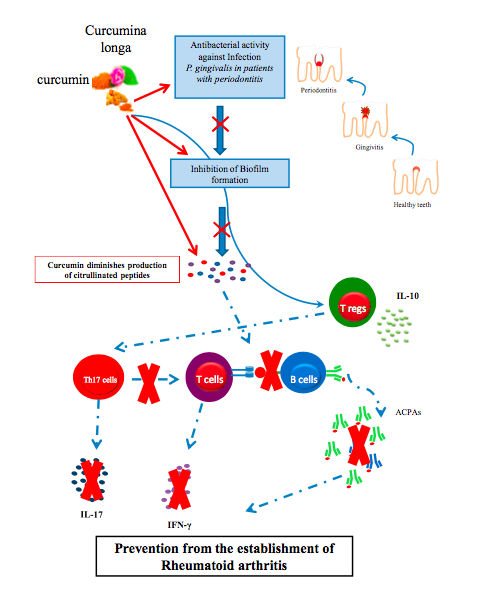 Curcumina
longa
curcumin
Antibacterial activity
against Infection
P. gingivalis in patients
with periodontitis
Periodontitis
Gingivitis
Healthy teeth
Inhibition of Biofilm
formation
Curcumin diminishes production
of citrullinated peptides
IL-10
T regs
Th17 cells
T cells
B cells
ACPAs
IL-17
IFN-γ
Prevention from the establishment of
Rheumatoid arthritis